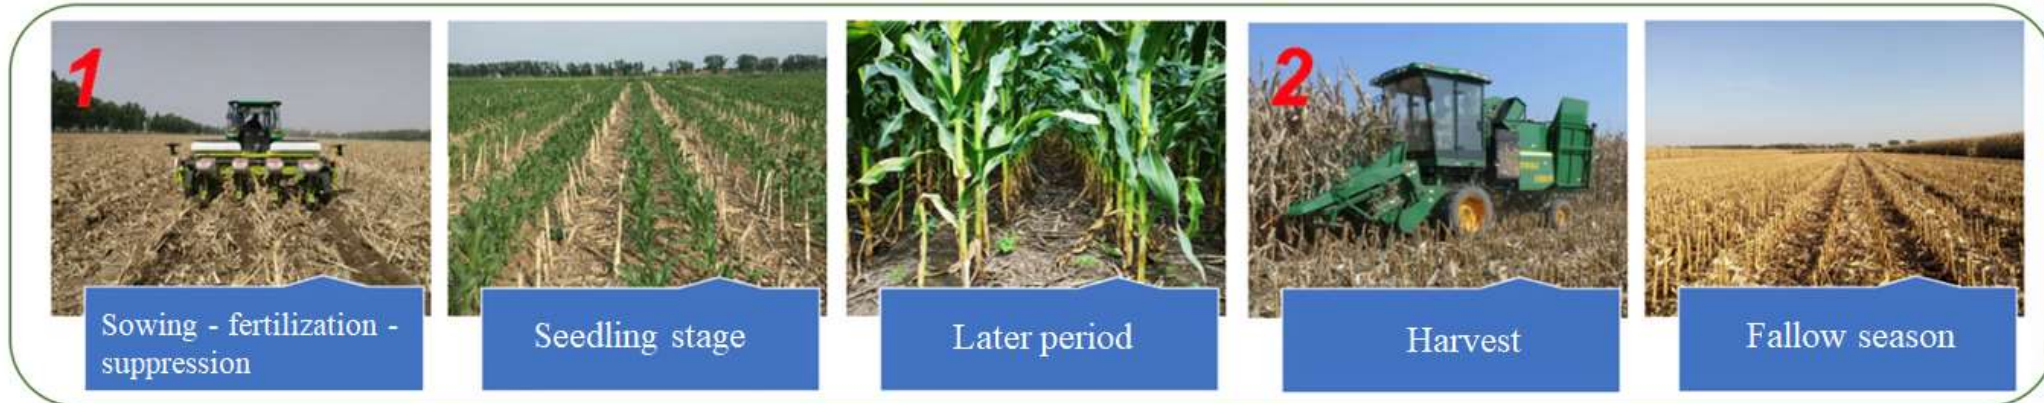 1
2
Sowing - fertilization -
suppression
Seedling stage
Later period
Harvest
Fallow season